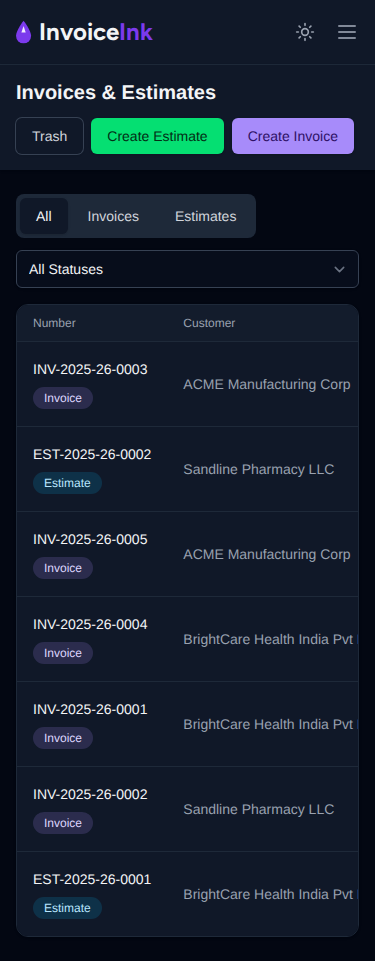 InvoiceInk
Invoices & Estimates
Trash Create Estimate Create Invoice
All Invoices Estimates
All Statuses
Number Customer
INV-2025-26-0003
Invoice
ACME Manufacturing Corp
EST-2025-26-0002
Estimate
Sandline Pharmacy LLC
INV-2025-26-0005
Invoice
ACME Manufacturing Corp
INV-2025-26-0004
Invoice
BrightCare Health India Pvt
INV-2025-26-0001
Invoice
BrightCare Health India Pvt
INV-2025-26-0002
Invoice
Sandline Pharmacy LLC
EST-2025-26-0001
Estimate
BrightCare Health India Pvt